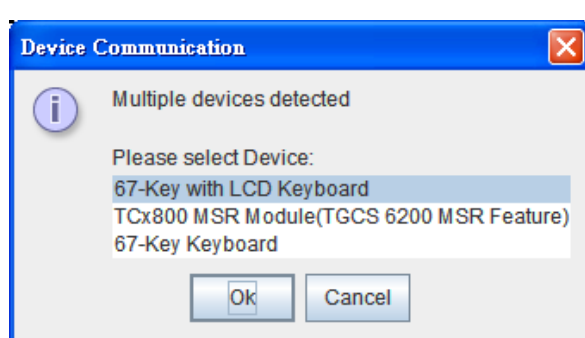 Device Communication
Multiple devices detected
Please select Device:
67-Key with LCD Keyboard
TCx800 MSR Module(TGCS 6200 MSR Feature)
67-Key Keyboard
Ok
Cancel